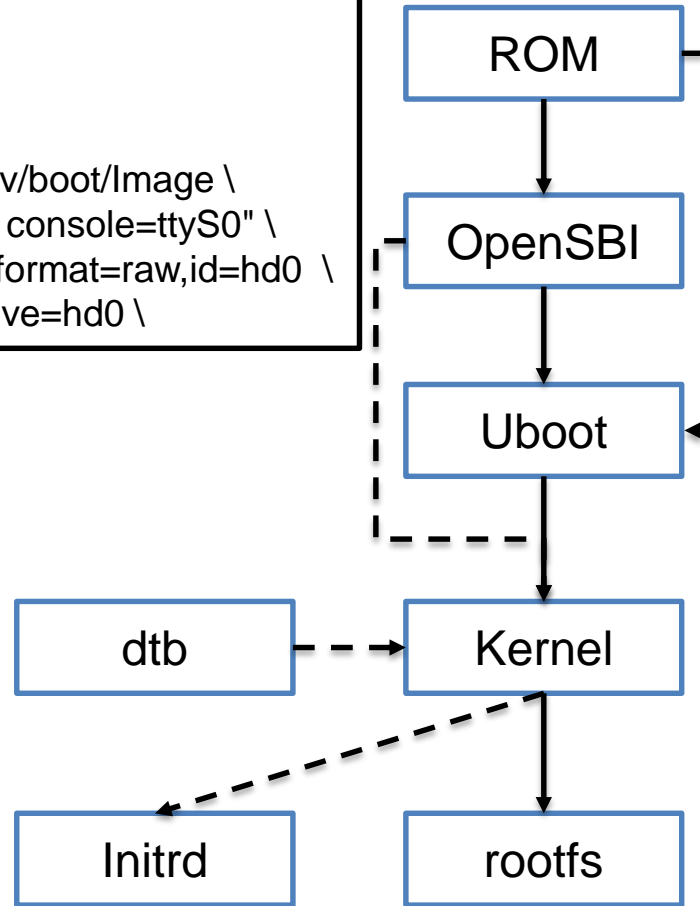 v/boot/Image \
console=ttyS0" \
format=raw,id=hd0 \
ve=hd0 \
ROM
OpenSBI
Uboot
dtb
Kernel
Initrd
rootfs